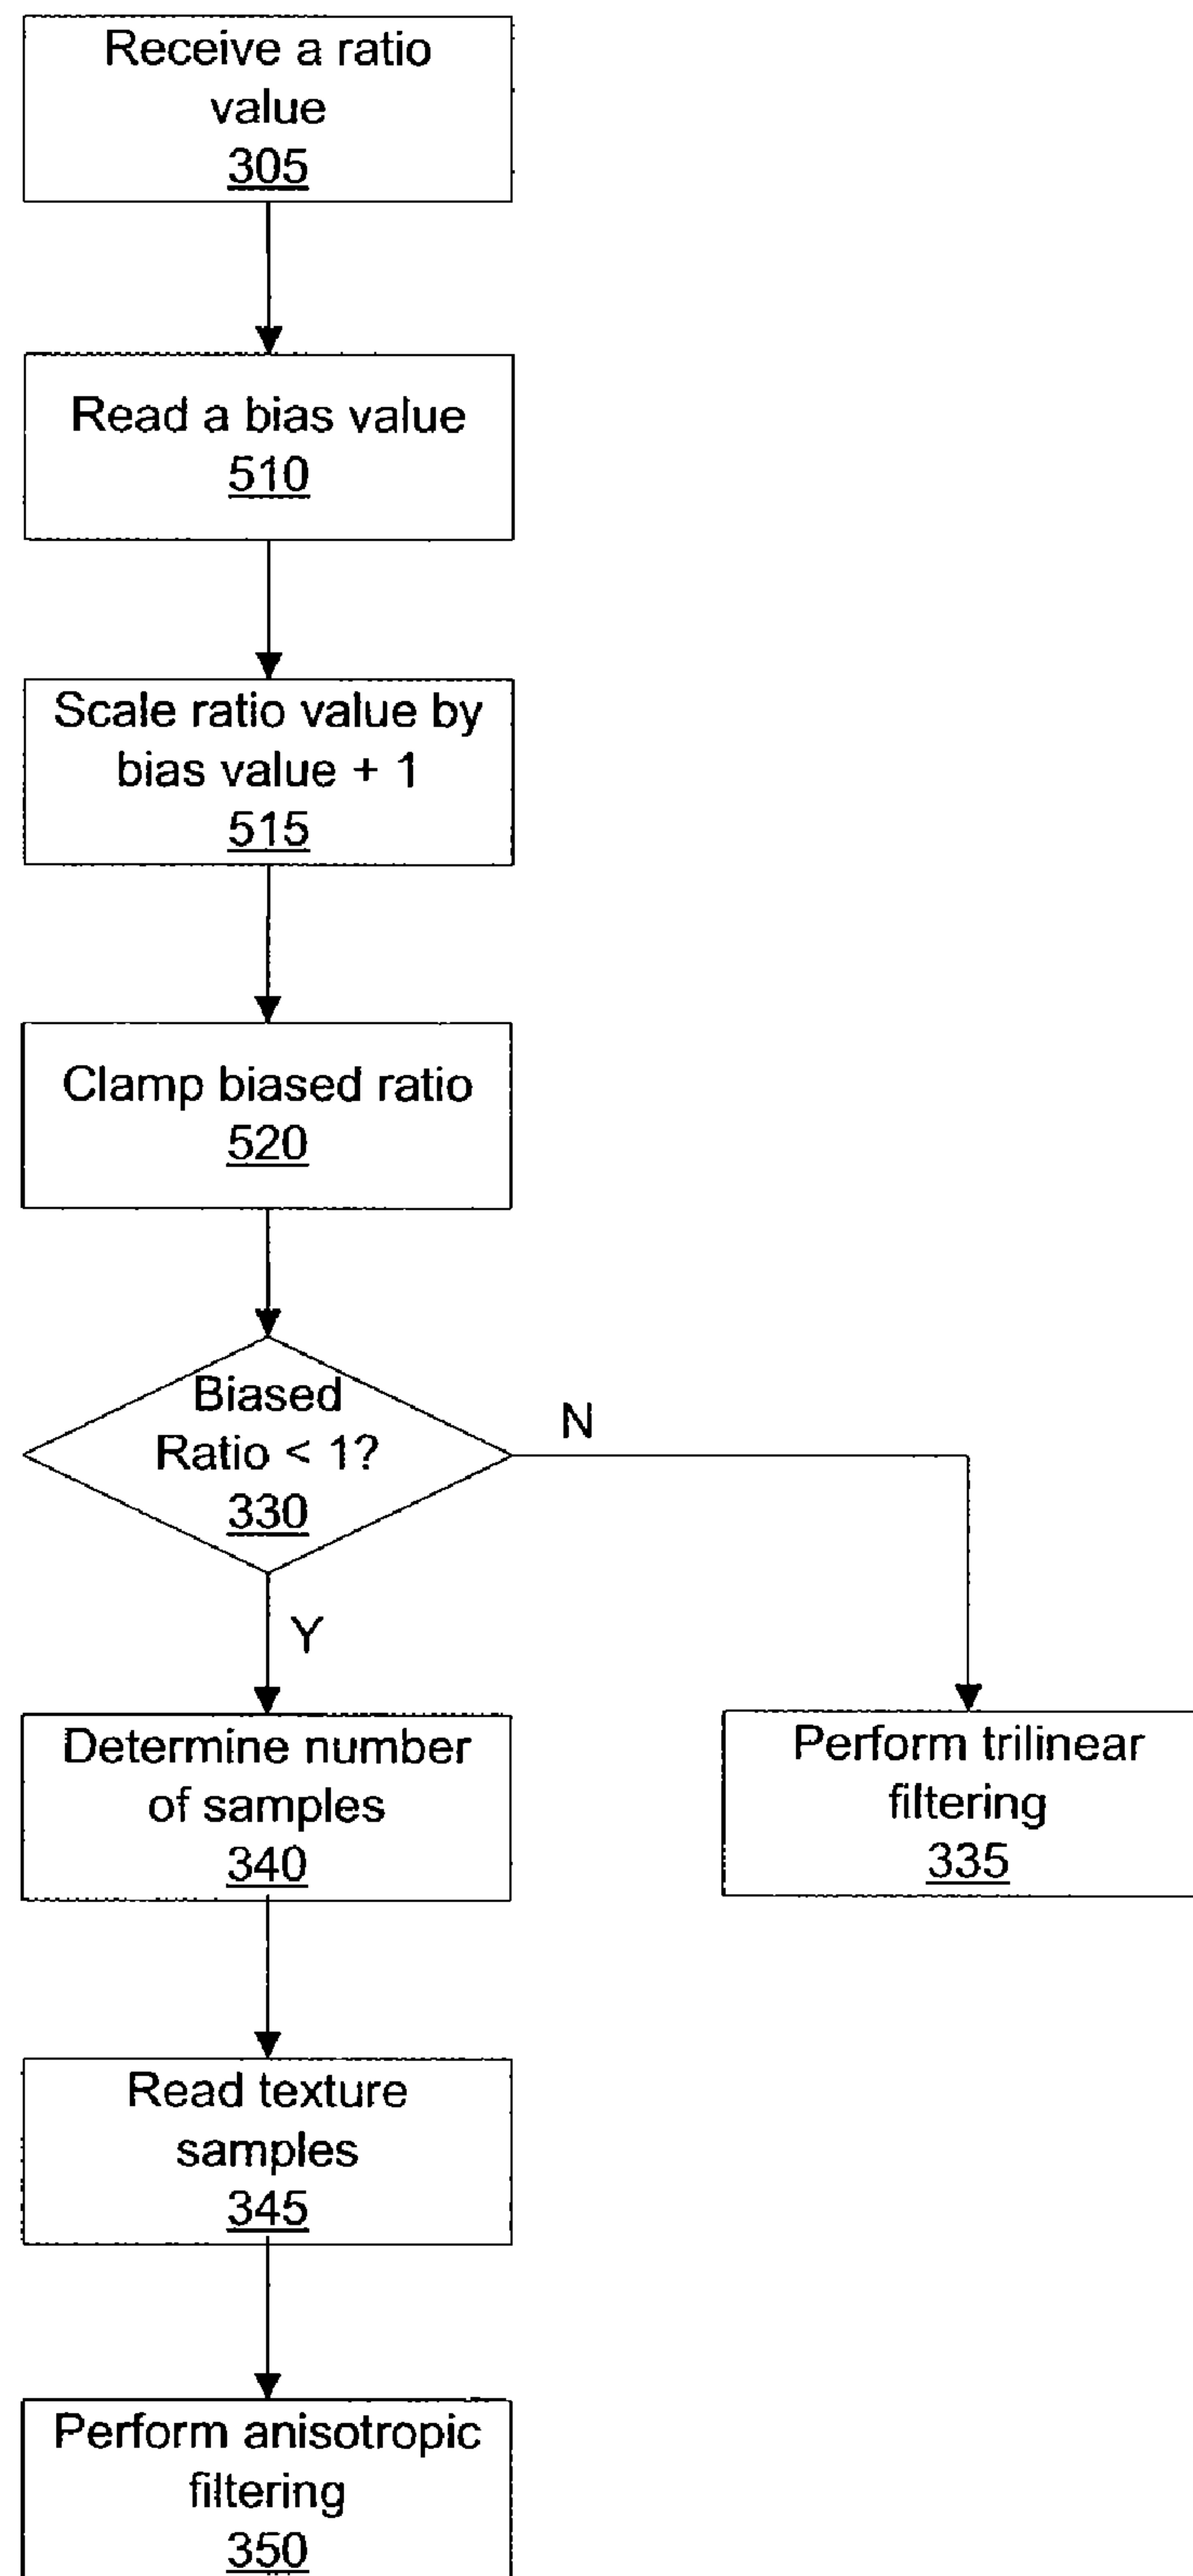 Receive a ratio
value
305
Read a bias value
510
Scale ratio value by
bias value + 1
515
Clamp biased ratio
520
Biased
Ratio < 1?
330
N
Y
Determine number
of samples
340
Perform trilinear
filtering
335
Read texture
samples
345
Perform anisotropic
filtering
350